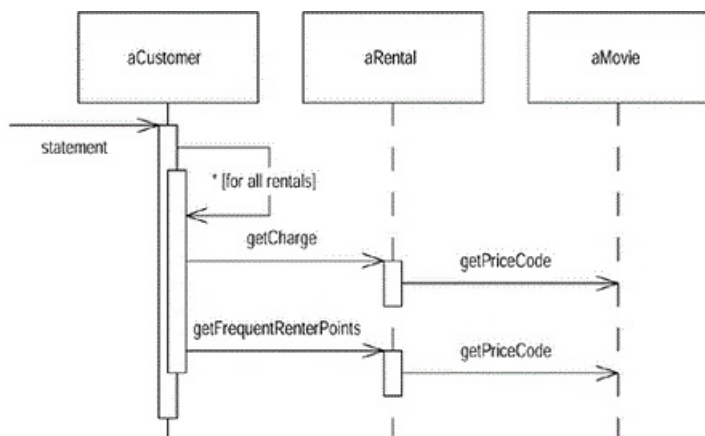 aCustomer
aRental
aMovie
statement
* [for all rentals]
getCharge
getPriceCode
getFrequentRenterPoints
getPriceCode